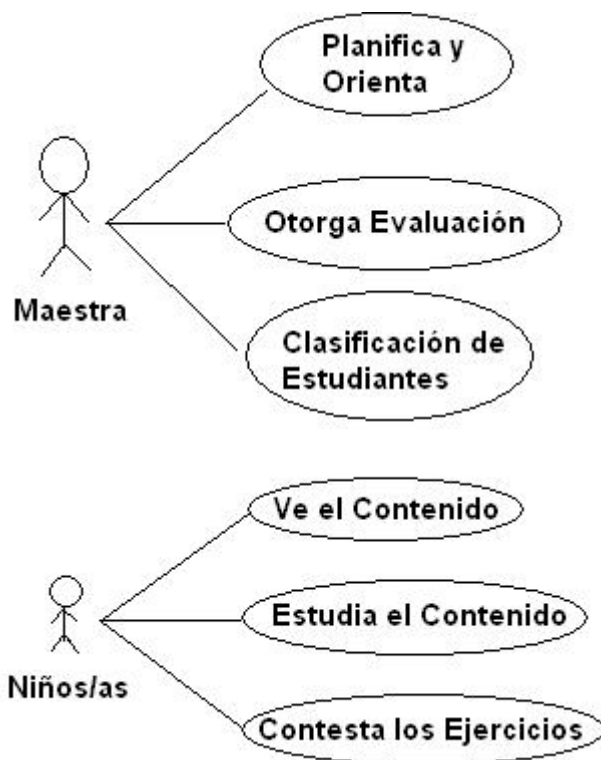 Planifica y
Orienta
Otorga Evaluación
Maestra
Clasificación de
Estudiantes
Ve el Contenido
Estudia el Contenido
Niños/as
Contesta los Ejercicios